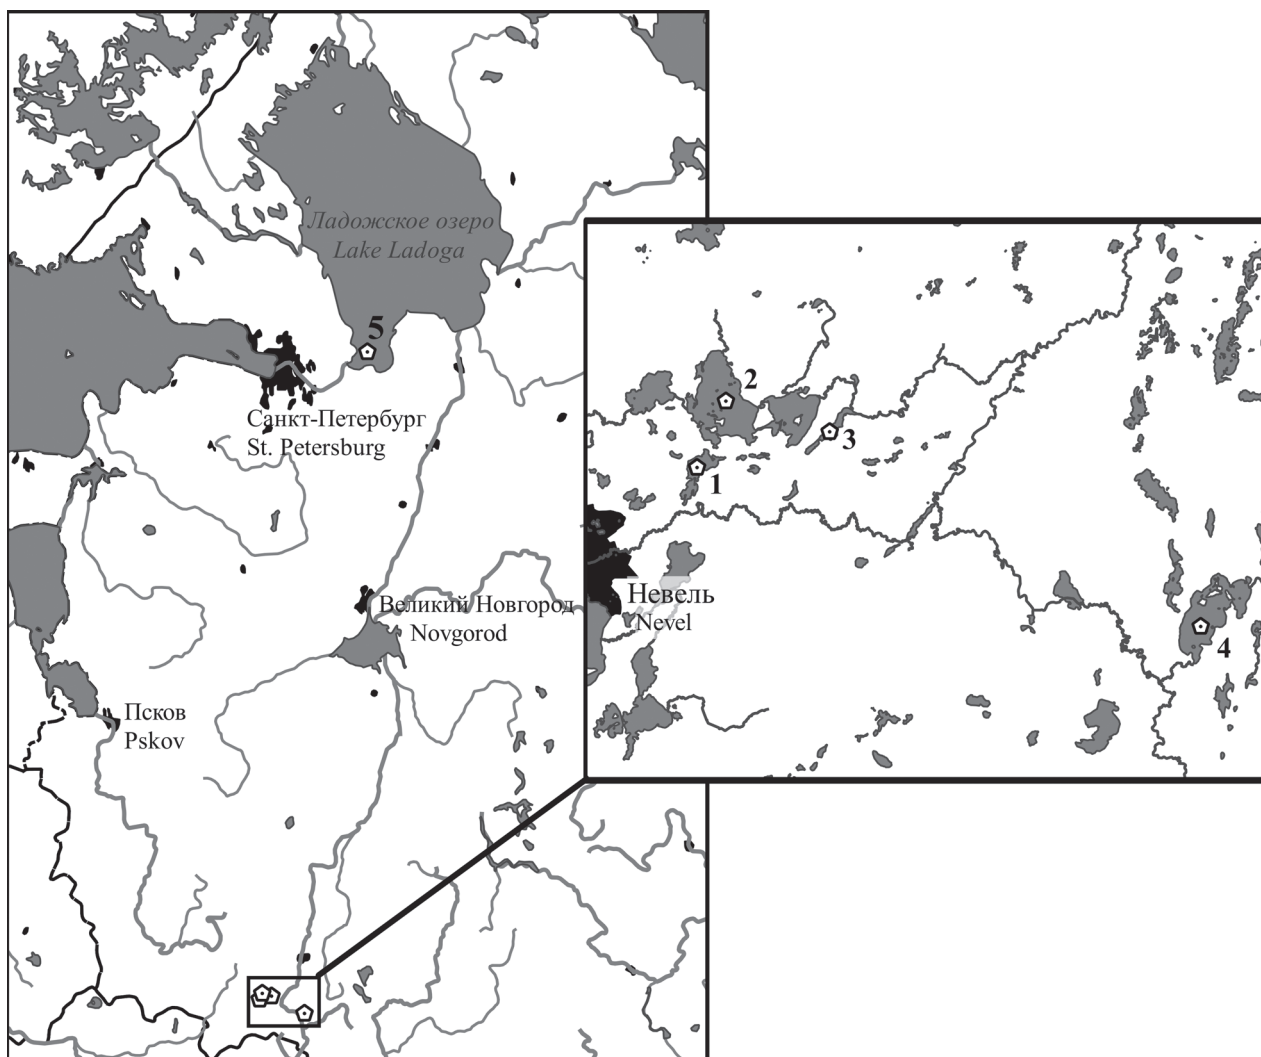 Ладожское озеро
Lake Ladoga
5
Санкт-Петербург
St. Petersburg
2
3
1
Великий Новгород
Novgorod
Невель
Nevel
4
Псков
Pskov